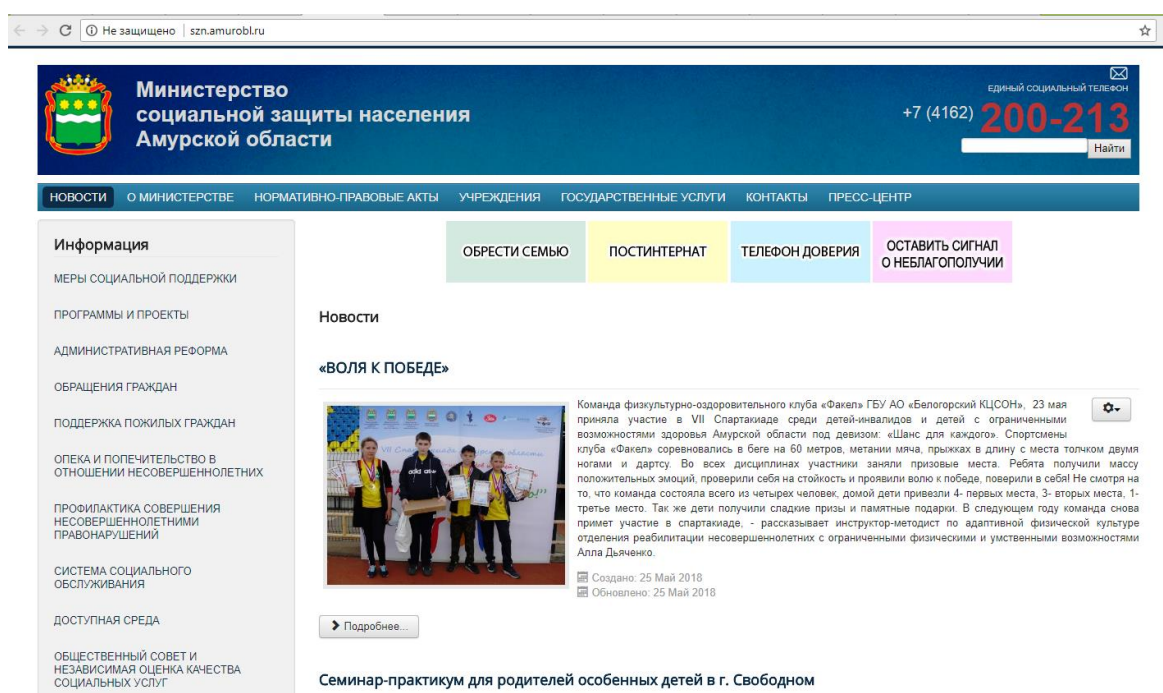 Не защищено | szn.amurobl.ru
Министерство
социальной защиты населения
Амурской области
ЕДИНЫЙ СОЦИАЛЬНЫЙ ТЕЛЕФОН
+7 (4162) 200-213
Найти
НОВОСТИ О МИНИСТЕРСТВЕ НОРМАТИВНО-ПРАВОВЫЕ АКТЫ УЧРЕЖДЕНИЯ ГОСУДАРСТВЕННЫЕ УСЛУГИ КОНТАКТЫ ПРЕСС-ЦЕНТР
Информация
МЕРЫ СОЦИАЛЬНОЙ ПОДДЕРЖКИ
ПРОГРАММЫ И ПРОЕКТЫ
АДМИНИСТРАТИВНАЯ РЕФОРМА
ОБРАЩЕНИЯ ГРАЖДАН
ПОДДЕРЖКА ПОЖИЛЫХ ГРАЖДАН
ОПЕКА И ПОПЕЧИТЕЛЬСТВО В
ОТНОШЕНИИ НЕСОВЕРШЕННОЛЕТНИХ
ПРОФИЛАКТИКА СОВЕРШЕНИЯ
НЕСОВЕРШЕННОЛЕТНИМИ
ПРАВОНАРУШЕНИЙ
СИСТЕМА СОЦИАЛЬНОГО
ОБСЛУЖИВАНИЯ
ДОСТУПНАЯ СРЕДА
ОБЩЕСТВЕННЫЙ СОВЕТ И
НЕЗАВИСИМАЯ ОЦЕНКА КАЧЕСТВА
СОЦИАЛЬНЫХ УСЛУГ
ОБРЕСТИ СЕМЬЮ
ПОСТИНТЕРНАТ
ТЕЛЕФОН ДОВЕРИЯ
ОСТАВИТЬ СИГНАЛ
О НЕБЛАГОПОЛУЧИИ
Новости
«ВОЛЯ К ПОБЕДЕ»
Команда физкультурно-оздоровительного клуба «Факел» ГБУ АО «Белогорский КЦСОН», 23 мая
приняла участие в VII Спартакиаде среди детей-инвалидов и детей с ограниченными
возможностями здоровья Амурской области под девизом: «Шанс для каждого». Спортсмены
клуба «Факел» соревновались в беге на 60 метров, метании мяча, прыжках в длину с места толчком двумя
ногами и дартсу. Во всех дисциплинах участники заняли призовые места. Ребята получили массу
положительных эмоций, проверили себя на стойкость и проявили волю к победе, поверили в себя! Не смотря на
то, что команда состояла всего из четырех человек, домой дети привезли 4- первых места, 3- вторых места, 1-
третье место. Так же дети получили сладкие призы и памятные подарки. В следующем году команда снова
примет участие в спартакиаде, - рассказывает инструктор-методист по адаптивной физической культуре
отделения реабилитации несовершеннолетних с ограниченными физическими и умственными возможностями
Алла Дьяченко.
Создано: 25 Май 2018
Обновлено: 25 Май 2018
Подробнее...
Семинар-практикум для родителей особенных детей в г. Свободном